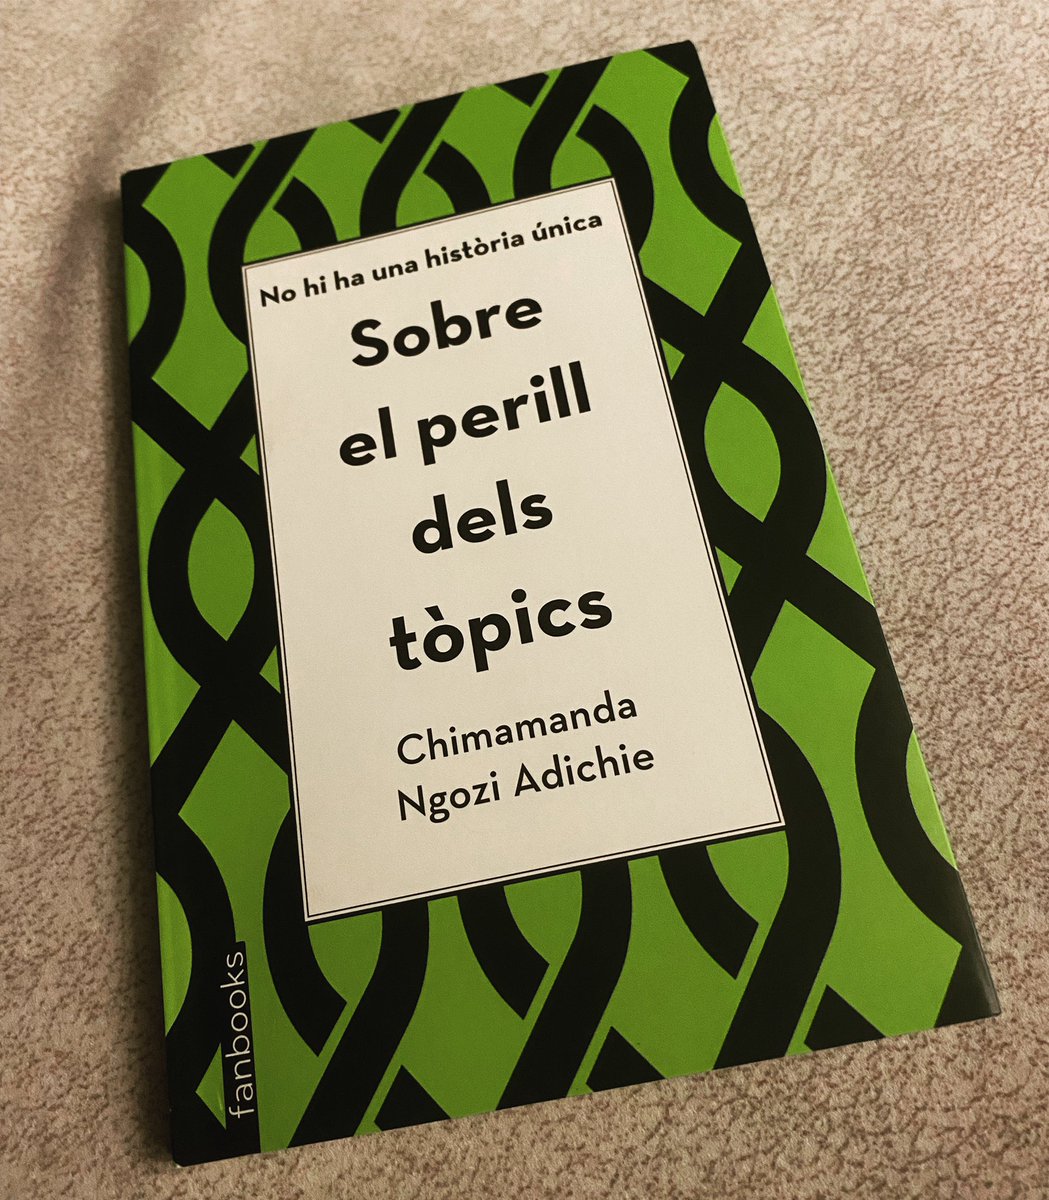 No hi ha una història única
Sobre
el perill
dels
tòpics
Chimamanda
Ngozi Adichie
fanbooks